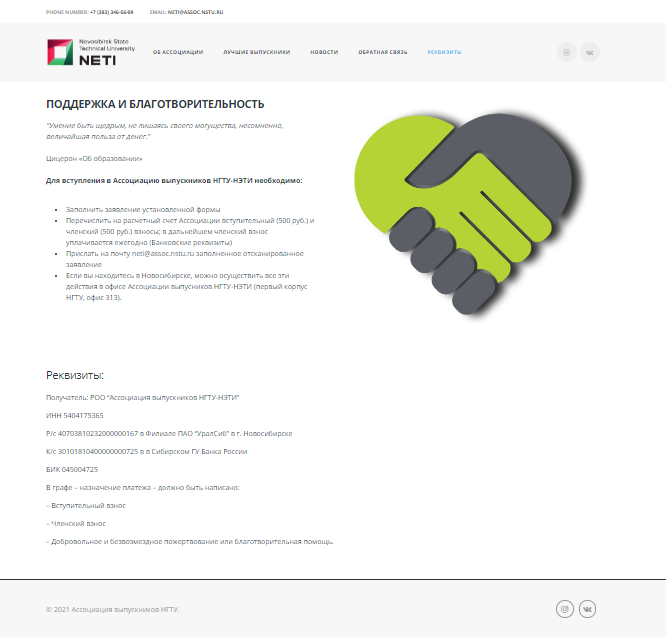 PHONE NUMBER: +7 (383) 346-56-09 EMAIL: NETI@ASSOC.NSTU.RU
Novosibirsk State
Technical University
NETI
ОБ АССОЦИАЦИИ ЛУЧШИЕ ВЫПУСКНИКИ НОВОСТИ ОБРАТНАЯ СВЯЗЬ РЕКВИЗИТЫ
ПОДДЕРЖКА И БЛАГОТВОРИТЕЛЬНОСТЬ
"Умение быть щедрым, не лишаясь своего могущества, несомненно,
величайшая польза от денег."
Цицерон «Об образовании»
Для вступления в Ассоциацию выпускников НГТУ-НЭТИ необходимо:
Заполнить заявление установленной формы
Перечислить на расчетный счет Ассоциации вступительный (500 руб.) и
членский (500 руб.) взносы; в дальнейшем членский взнос
уплачивается ежегодно (Банковские реквизиты)
Прислать на почту neti@assoc.nstu.ru заполненное отсканированное
заявление
Если вы находитесь в Новосибирске, можно осуществить все эти
действия в офисе Ассоциации выпускников НГТУ-НЭТИ (первый корпус
НГТУ, офис 313).
Реквизиты:
Получатель: РОО "Ассоциация выпускников НГТУ-НЭТИ"
ИНН 5404175365
Р/с 40703810232000000167 в Филиале ПАО "УралСиб" в г. Новосибирске
К/с 30101810400000000725 в в Сибирском ГУ Банка России
БИК 045004725
В графе – назначение платежа – должно быть написано:
– Вступительный взнос
– Членский взнос
– Добровольное и безвозмездное пожертвование или благотворительная помощь.
© 2021 Ассоциация выпускников НГТУ.